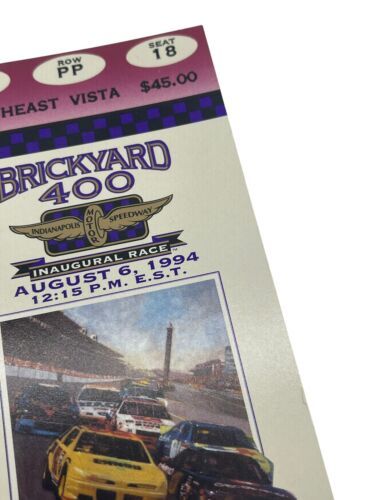 ROW
PP
SEAT
18
HEAST VISTA $45.00
BRICKYARD
400
INDIANAPOLIS MOTOR SPEEDWAY
INAUGURAL RACE™
AUGUST 6, 1994
12:15 P.M. E.S.T.